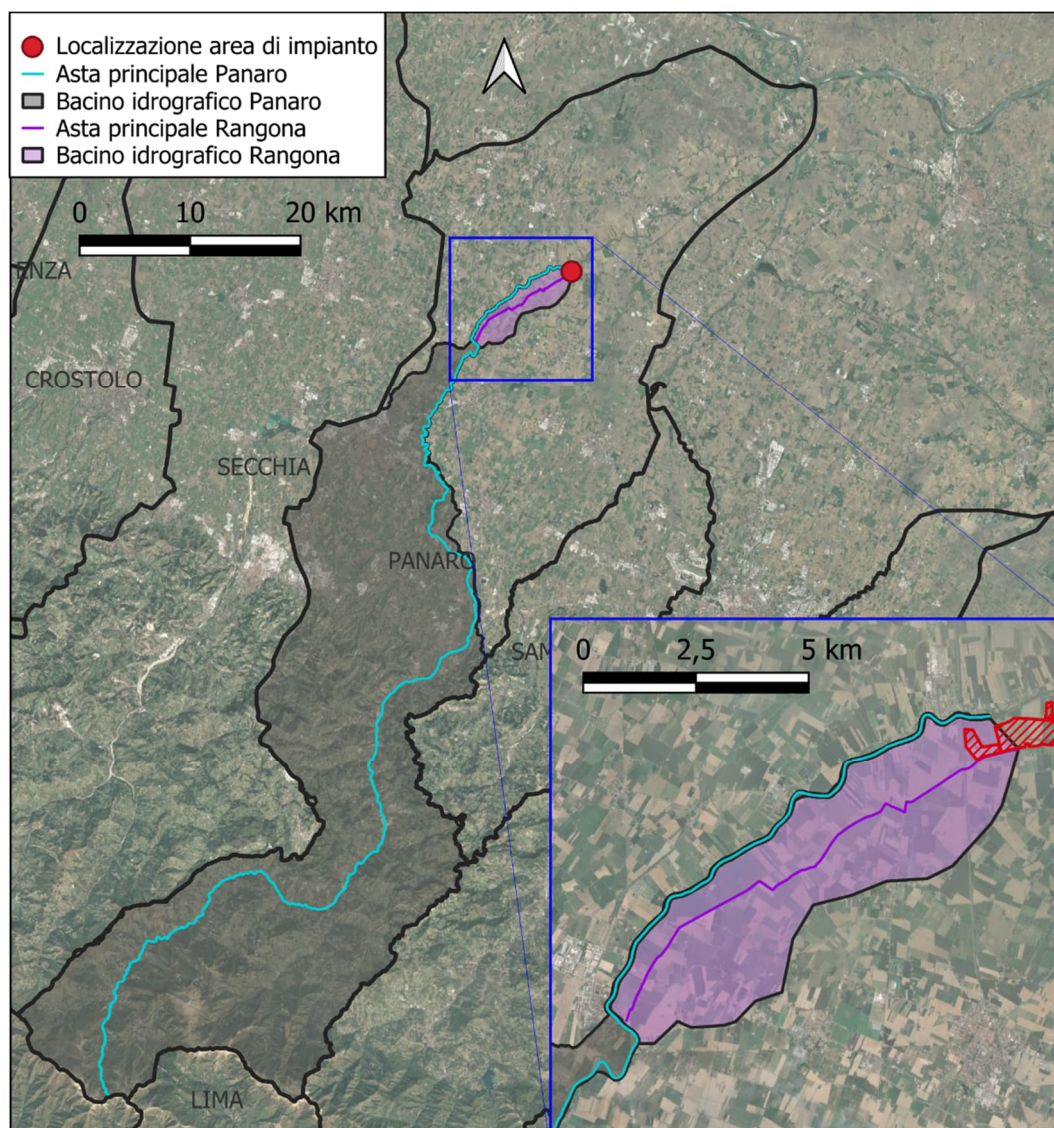 Localizzazione area di impianto
Asta principale Panaro
Bacino idrografico Panaro
Asta principale Rangona
Bacino idrografico Rangona
0 10 20 km
ENZA
CROSTOLO
SECCHIA
PANARO
SAM
0 2,5 5 km
LIMA